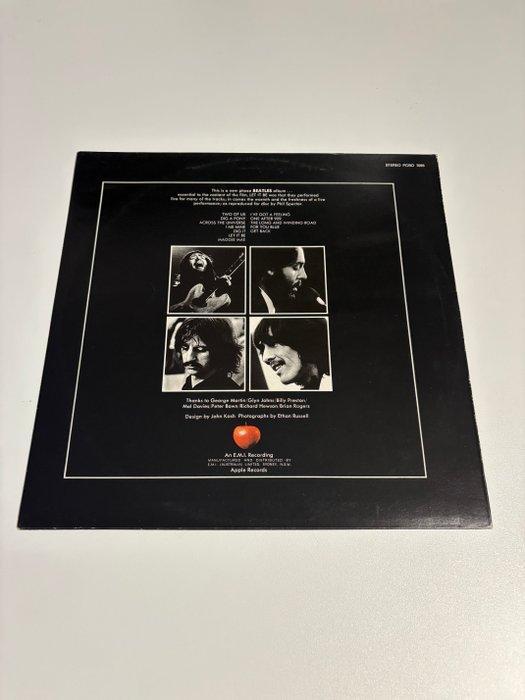 STEREO PCSO 7096
This is a new phase BEATLES album . . .
essential to the content of the film, LET IT BE was that they performed
live for many of the tracks; in comes the warmth and the freshness of a live
performance; as reproduced for disc by Phil Spector.
TWO OF US
DIG A PONY
ACROSS THE UNIVERSE
I ME MINE
DIG IT
LET IT BE
MAGGIE MAE
I'VE GOT A FEELING
ONE AFTER 909
THE LONG AND WINDING ROAD
FOR YOU BLUE
GET BACK
Thanks to George Martin/Glyn Johns/Billy Preston/
Mal Davies/Peter Bown/Richard Hewson/Brian Rogers
Design by John Kosh Photographs by Ethan Russell
An E.M.I. Recording
MANUFACTURED AND DISTRIBUTED BY:
E.M.I. (AUSTRALIA) LIMITED, SYDNEY, N.S.W.
Apple Records